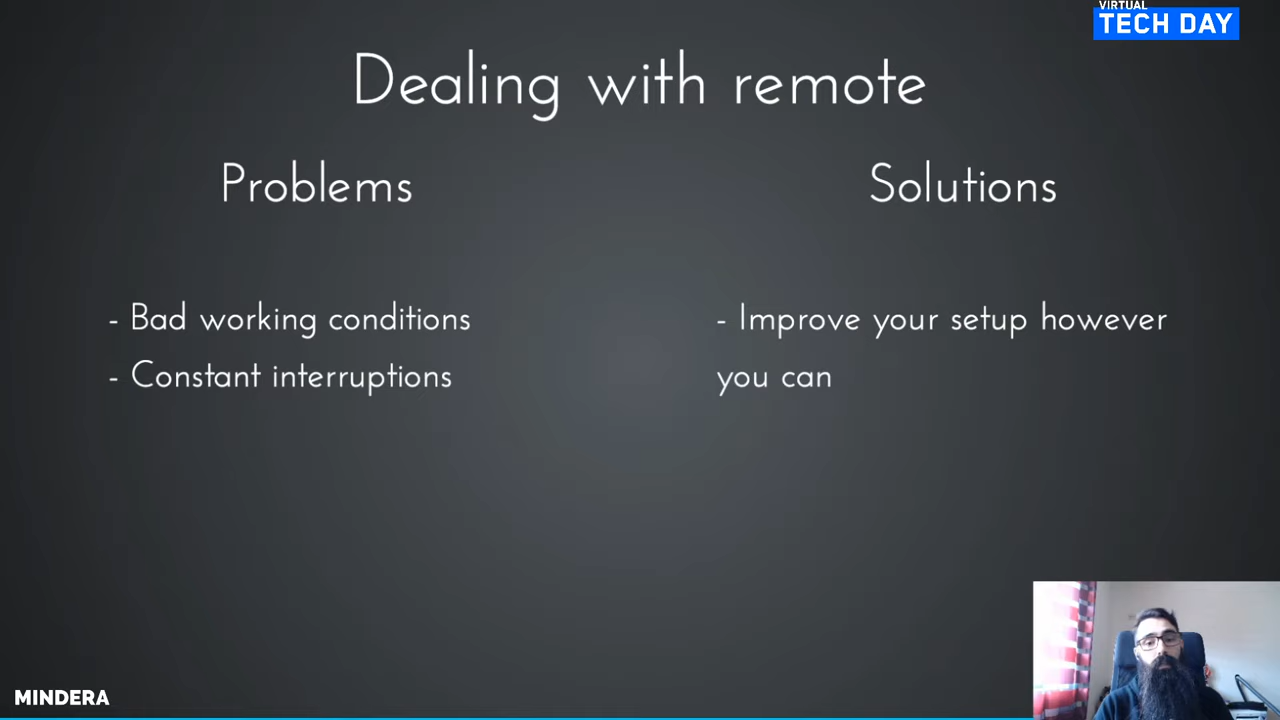 VIRTUAL
TECH DAY
Dealing with remote
Problems
Solutions
- Bad working conditions
- Constant interruptions
- Improve your setup however
you can
MINDERA